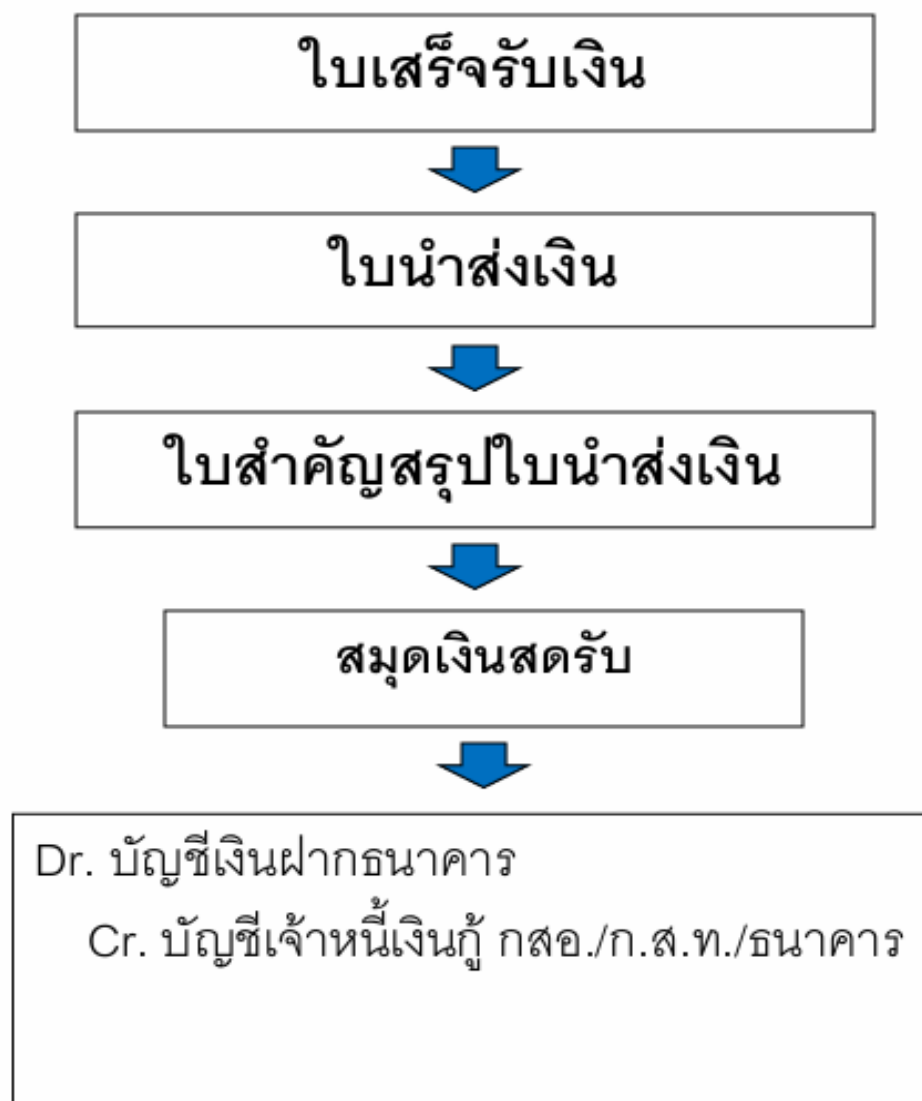 ใบเสร็จรับเงิน
ใบนำส่งเงิน
ใบสำคัญสรุปใบนำส่งเงิน
สมุดเงินสดรับ
Dr. บัญชีเงินฝากธนาคาร
Cr. บัญชีเจ้าหนี้เงินกู้ กสอ./ก.ส.ท./ธนาคาร